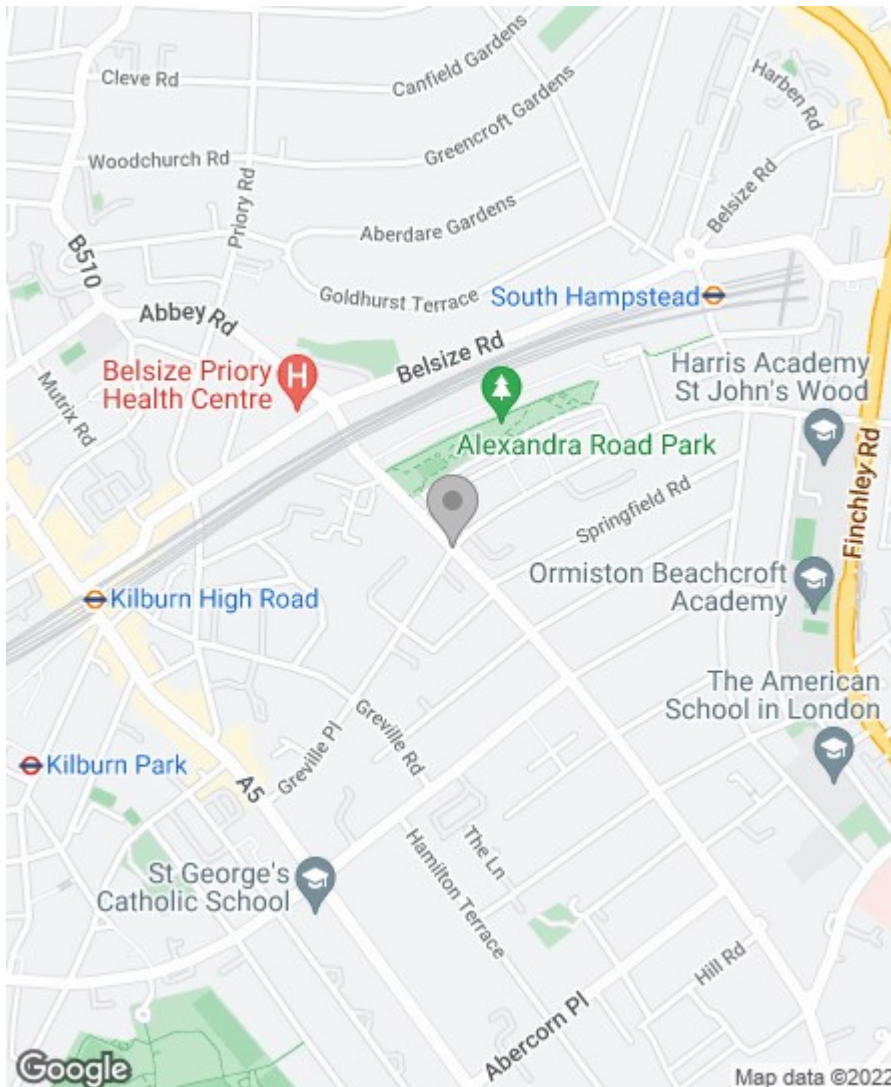 Cleve Rd
Canfield Gardens
Harben Rd
Woodchurch Rd
Greencroft Gardens
Priory Rd
Belsize Rd
Aberdare Gardens
B510
Goldhurst Terrace
South Hampstead
Abbey Rd
Belsize Rd
Belsize Priory
Health Centre
H
Harris Academy
St John's Wood
Mutrix Rd
Alexandra Road Park
Finchley Rd
Springfield Rd
Ormiston Beachcroft
Academy
Kilburn High Road
The American
School in London
Greville Pl
Greville Rd
Kilburn Park
A5
The Ln
St George's
Catholic School
Hamilton Terrace
Hill Rd
Abercorn Pl
Google
Map data ©2022